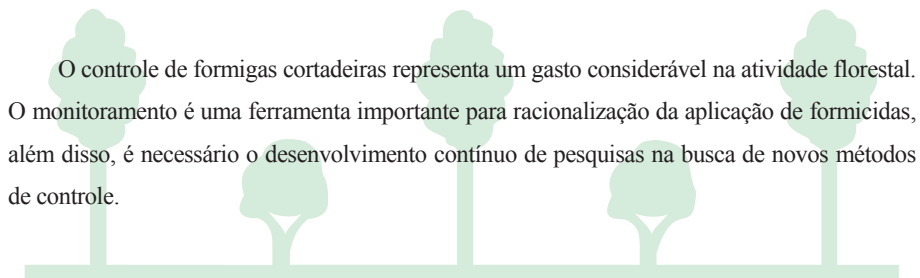 O controle de formigas cortadeiras representa um gasto considerável na atividade florestal.
O monitoramento é uma ferramenta importante para racionalização da aplicação de formicidas,
além disso, é necessário o desenvolvimento contínuo de pesquisas na busca de novos métodos
de controle.